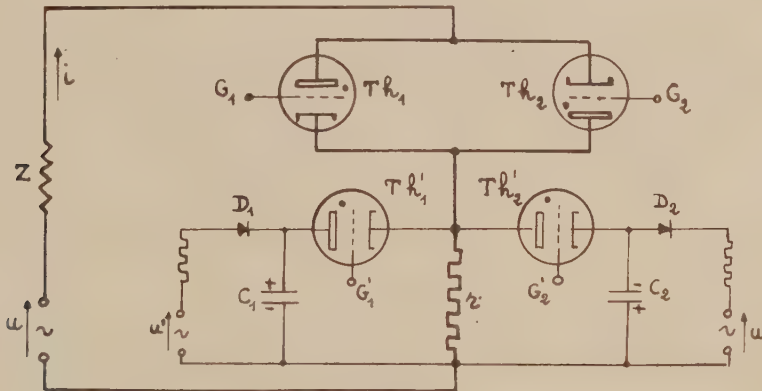 i
G₁
Th₁
Th₂
G₂
Z
Th'₁
Th'₂
D₁
D₂
C₁
+
-
G'₁
r
G'₂
-
+
C₂
u
~
u'
~
~
u